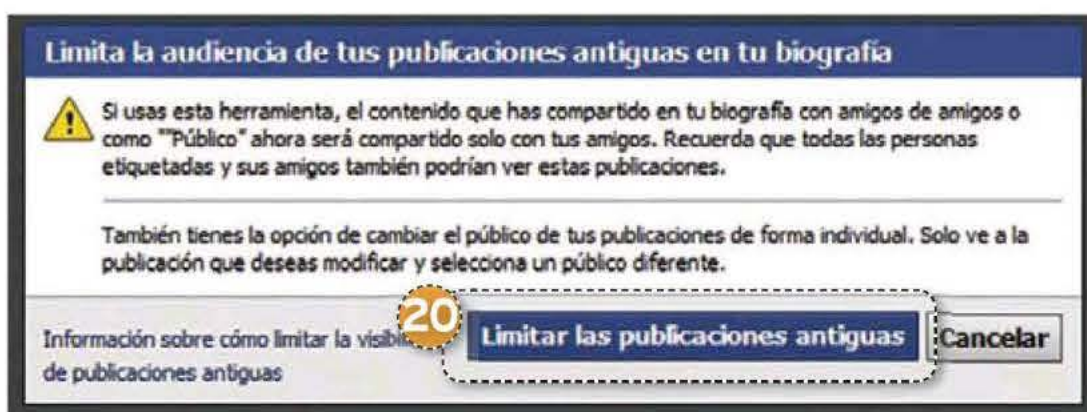 Limita la audiencia de tus publicaciones antiguas en tu biografía
Si usas esta herramienta, el contenido que has compartido en tu biografía con amigos de amigos o
como ""Público" ahora será compartido solo con tus amigos. Recuerda que todas las personas
etiquetadas y sus amigos también podrían ver estas publicaciones.
También tienes la opción de cambiar el público de tus publicaciones de forma individual. Solo ve a la
publicación que deseas modificar y selecciona un público diferente.
Información sobre cómo limitar la
de publicaciones antiguas
20
Limitar las publicaciones antiguas
Cancelar